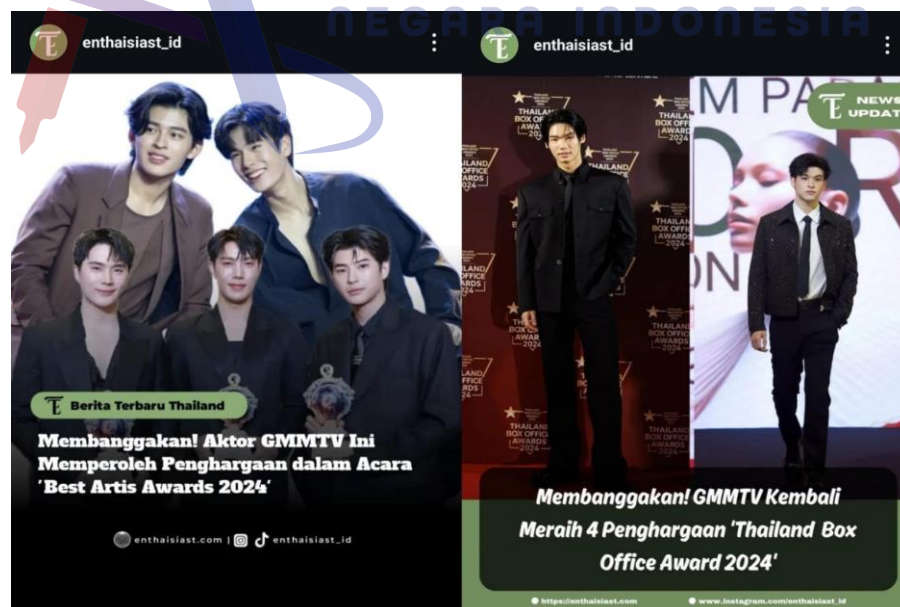 NEGARA INDONESIA
enthaisiast_id
Berita Terbaru Thailand
Membanggakan! Aktor GMMTV Ini
Memperoleh Penghargaan dalam Acara
'Best Artis Awards 2024'
enthaisiast.com | enthaisiast_id
enthaisiast_id
NEWS
UPDAT
M PA
THAILAND
BOX OFFICE
AWARDS
2024
Membanggakan! GMMTV Kembali
Meraih 4 Penghargaan 'Thailand Box
Office Award 2024'
https://enthaisiast.com www.instagram.com/enthaisiast_id